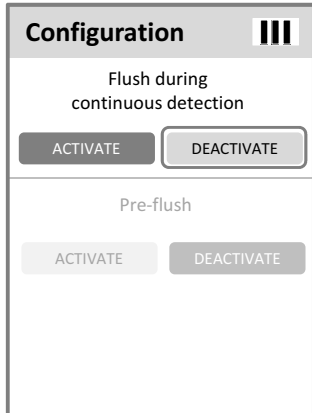 Configuration
Flush during
continuous detection
ACTIVATE DEACTIVATE
Pre-flush
ACTIVATE DEACTIVATE